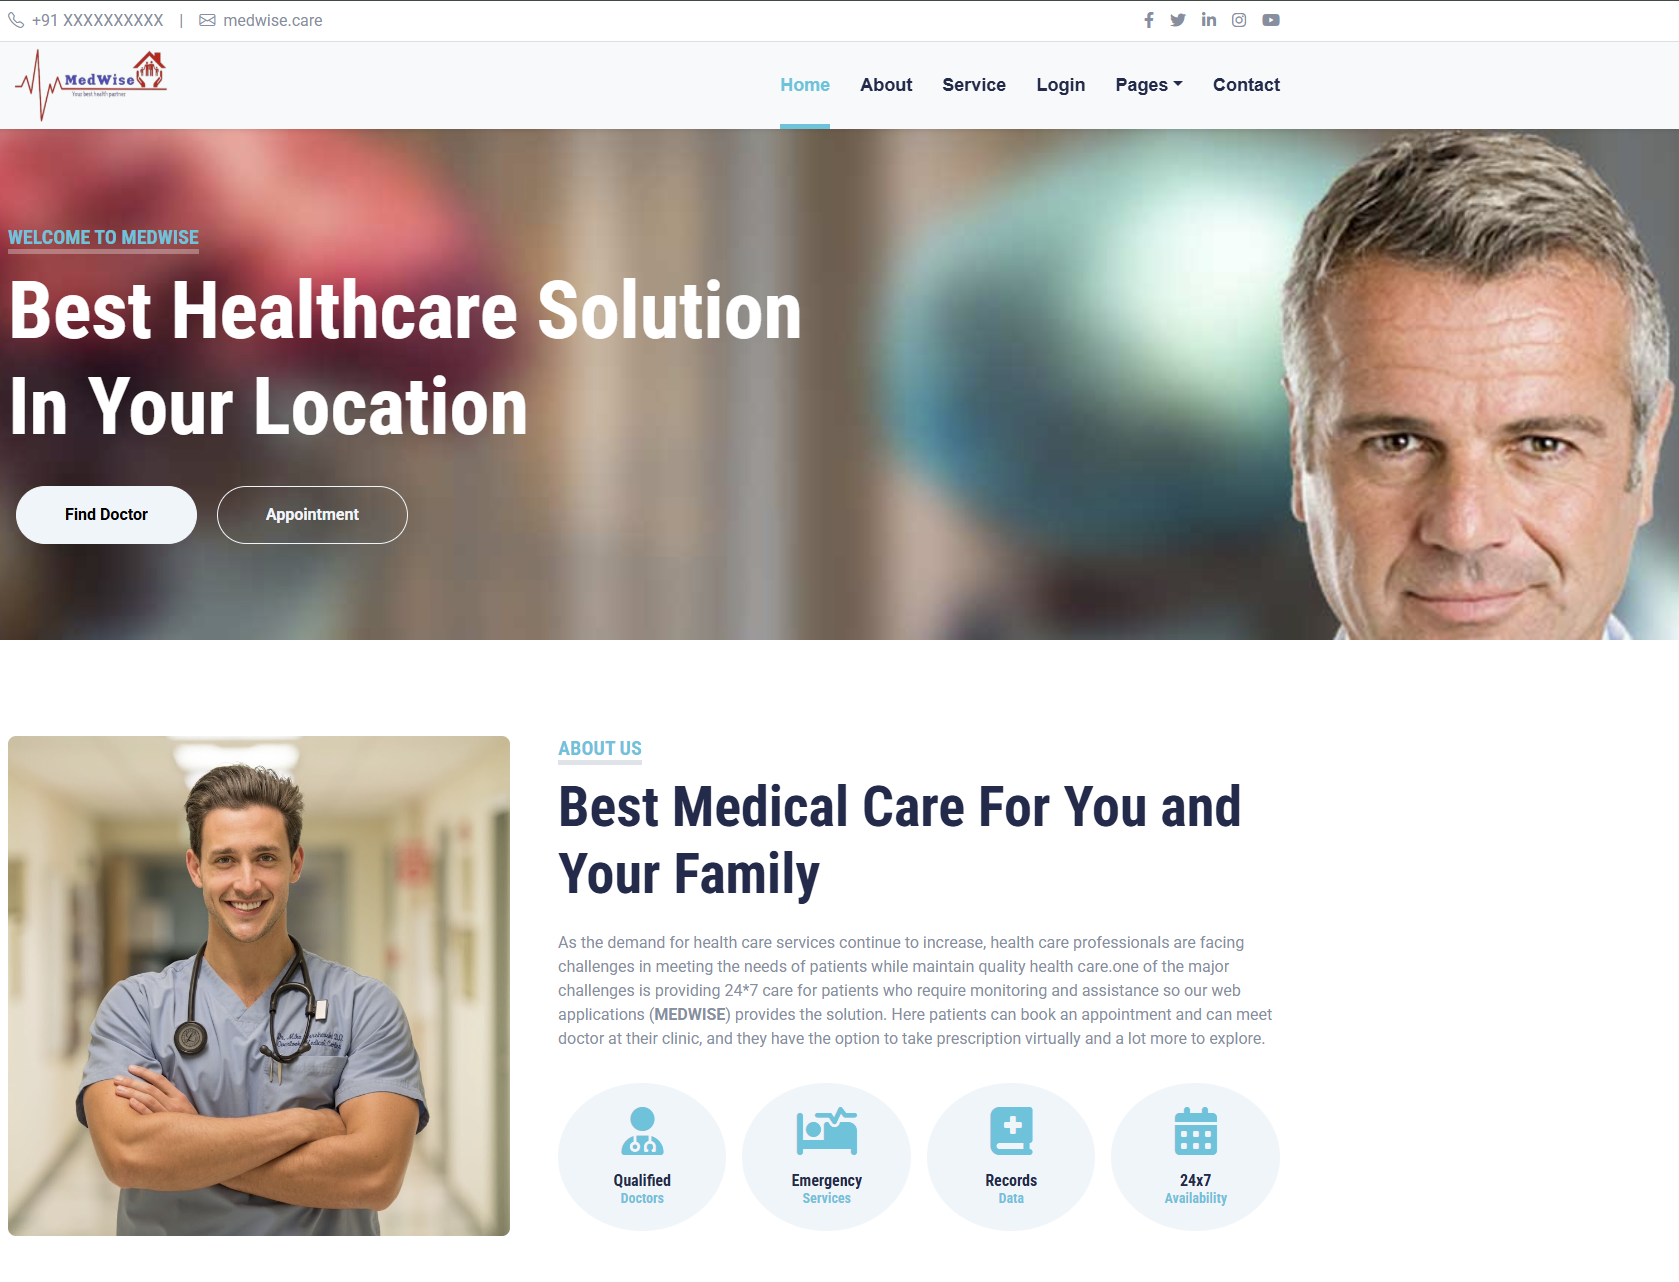 +91 XXXXXXXXXX | medwise.care
MedWise
Your best health partner
Home About Service Login Pages Contact
WELCOME TO MEDWISE
Best Healthcare Solution
In Your Location
Find Doctor Appointment
ABOUT US
Best Medical Care For You and
Your Family
As the demand for health care services continue to increase, health care professionals are facing
challenges in meeting the needs of patients while maintain quality health care.one of the major
challenges is providing 24*7 care for patients who require monitoring and assistance so our web
applications (MEDWISE) provides the solution. Here patients can book an appointment and can meet
doctor at their clinic, and they have the option to take prescription virtually and a lot more to explore.
Qualified
Doctors
Emergency
Services
Records
Data
24x7
Availability